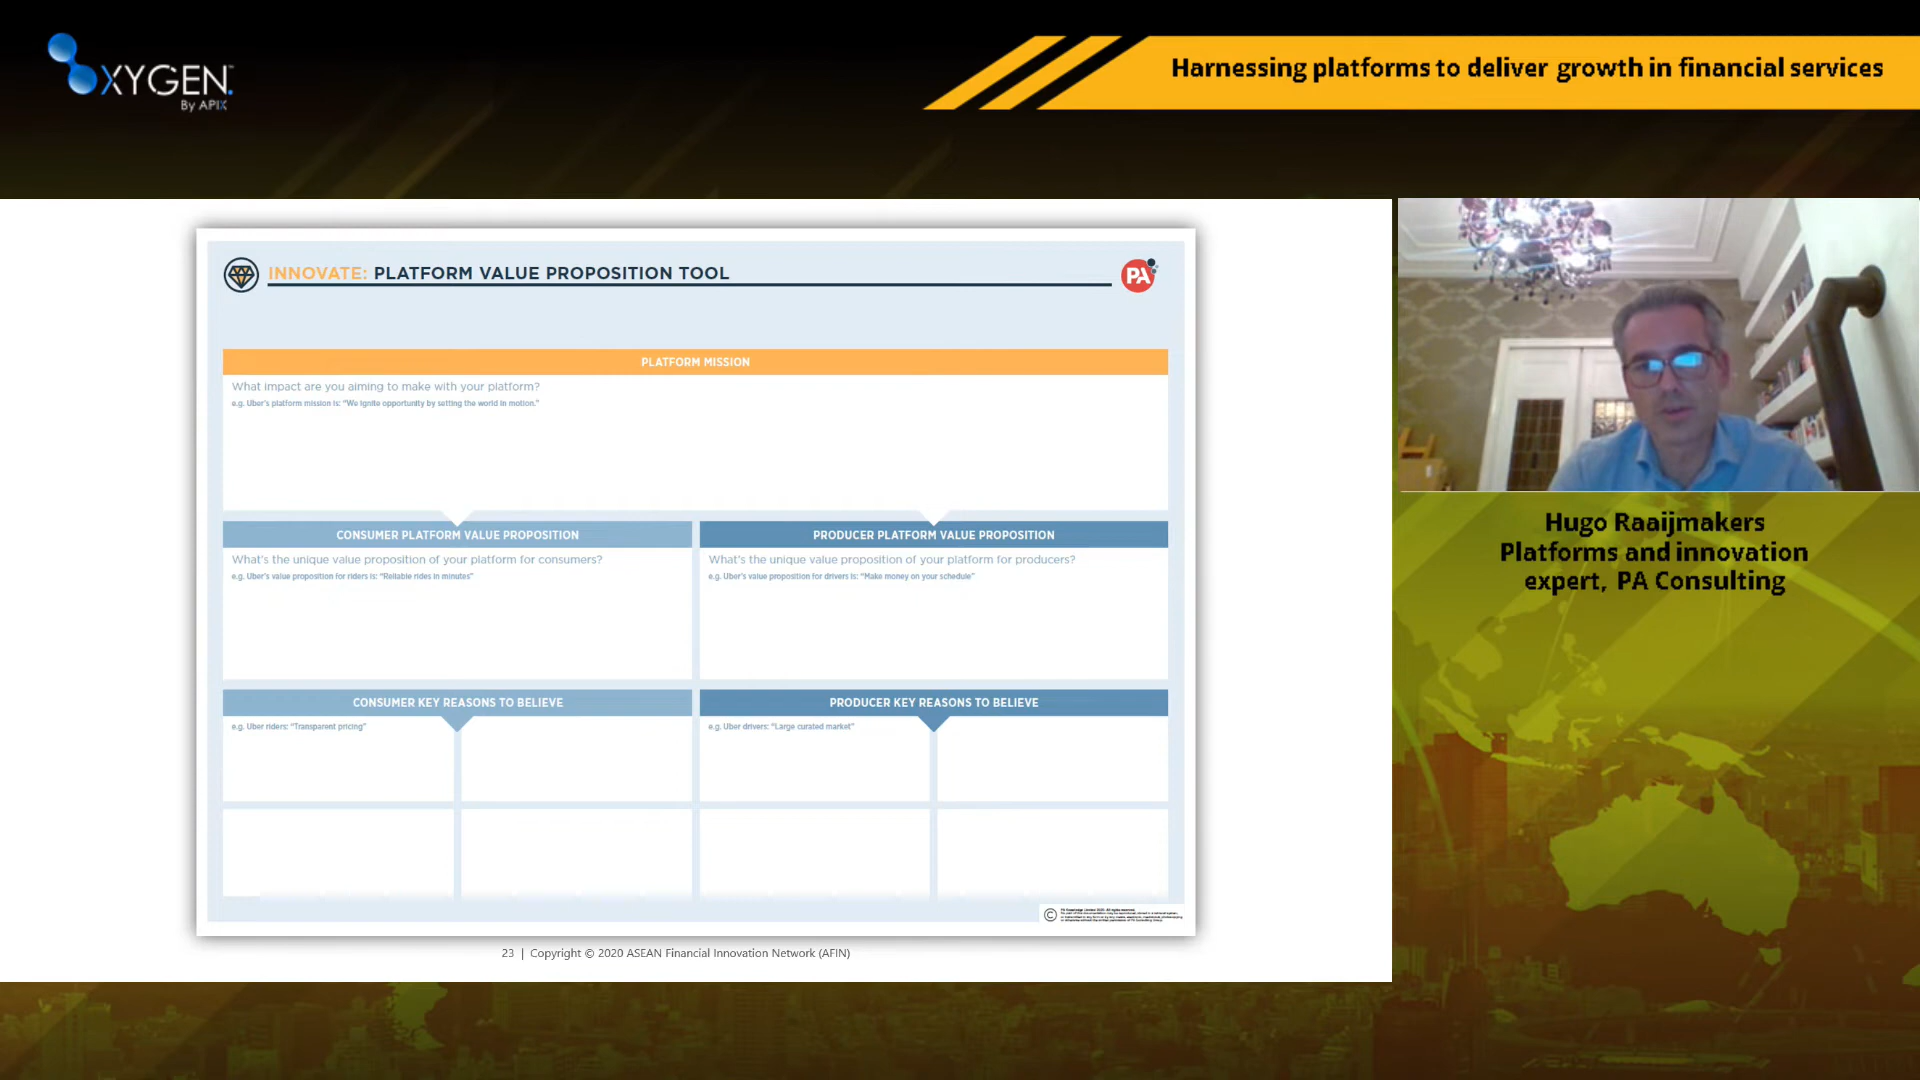 OXYGEN
By APIX
Harnessing platforms to deliver growth in financial services
INNOVATE: PLATFORM VALUE PROPOSITION TOOL
PA
PLATFORM MISSION
What impact are you aiming to make with your platform?
e.g. Uber's platform mission is: "We ignite opportunity by setting the world in motion."
CONSUMER PLATFORM VALUE PROPOSITION
What's the unique value proposition of your platform for consumers?
e.g. Uber's value proposition for riders is: "Reliable rides in minutes"
PRODUCER PLATFORM VALUE PROPOSITION
What's the unique value proposition of your platform for producers?
e.g. Uber's value proposition for drivers is: "Make money on your schedule"
CONSUMER KEY REASONS TO BELIEVE
e.g. Uber riders: "Transparent pricing"
PRODUCER KEY REASONS TO BELIEVE
e.g. Uber drivers: "Large curated market"
23 | Copyright © 2020 ASEAN Financial Innovation Network (AFIN)
Hugo Raaijmakers
Platforms and innovation
expert, PA Consulting